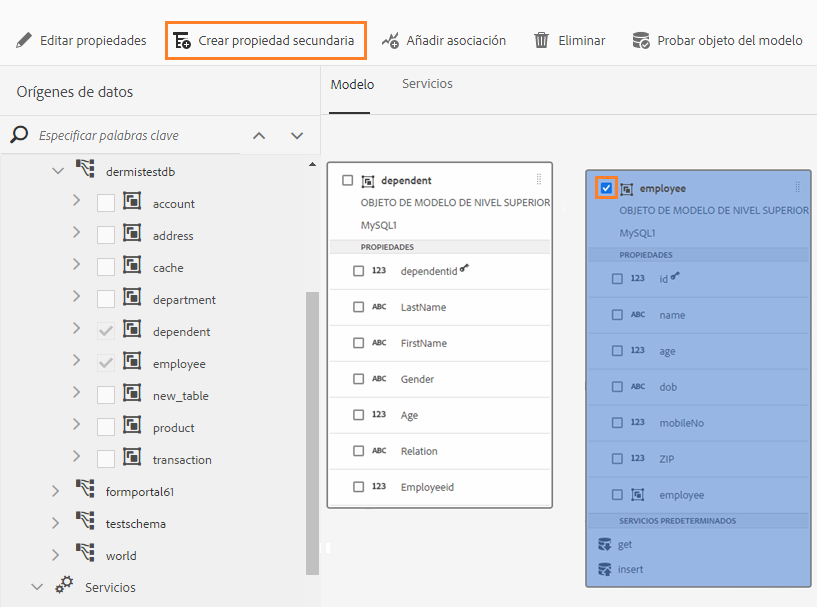 Editar propiedades
Crear propiedad secundaria
Añadir asociación
Eliminar
Probar objeto del modelo
Orígenes de datos
Modelo
Servicios
Especificar palabras clave
dermistestdb
account
address
cache
department
dependent
employee
new_table
product
transaction
formportal61
testschema
world
Servicios
dependent
OBJETO DE MODELO DE NIVEL SUPERIOR
MySQL1
PROPIEDADES
123 dependentid
ABC LastName
ABC FirstName
ABC Gender
123 Age
ABC Relation
123 Employeeid
employee
OBJETO DE MODELO DE NIVEL SUPERIOR
MySQL1
PROPIEDADES
123 id
ABC name
123 age
ABC dob
123 mobileNo
123 ZIP
employee
SERVICIOS PREDETERMINADOS
get
insert